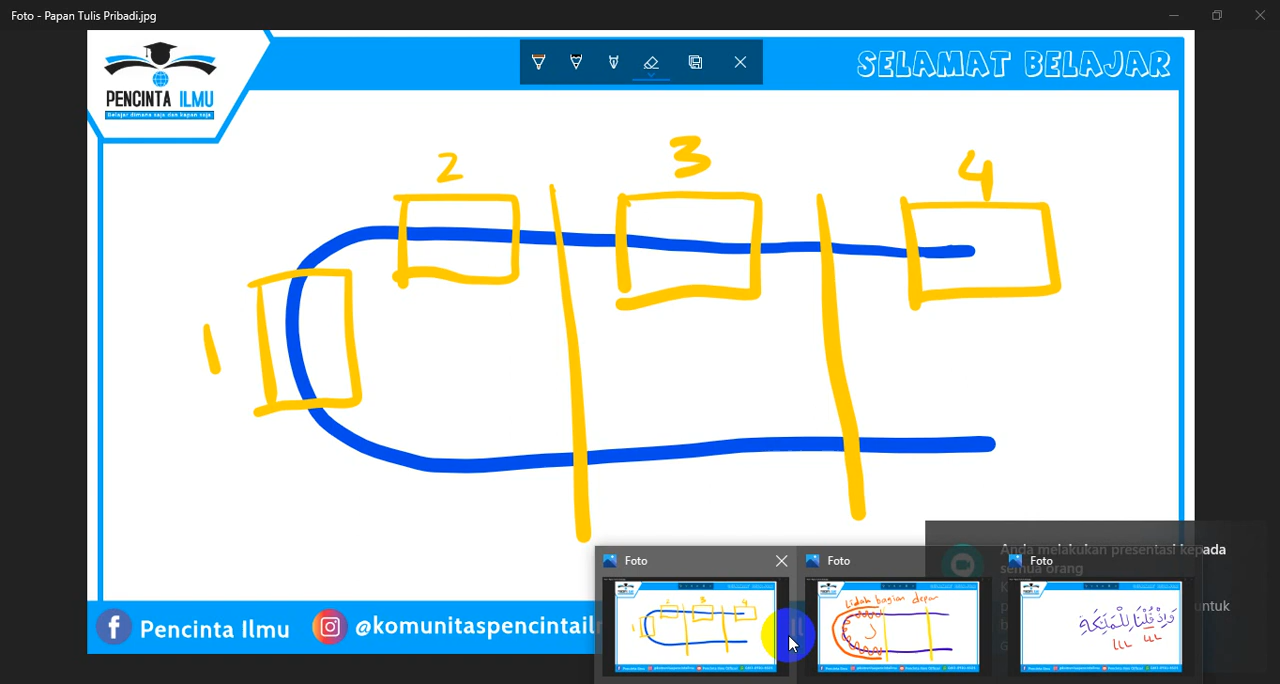 Foto - Papan Tulis Pribadi.jpg
SELAMAT BELAJAR
PENCINTA ILMU
Belajar dimana saja dan kapan saja
2
3
4
1
Anda melakukan presentasi kepada
semua orang
untuk
Foto
Foto
Foto
Lidah bagian depan
ل
وَإِذْ قُلْنَا لِلْمَلَٰٓئِكَةِ
Pencinta Ilmu
@komunitaspencintail